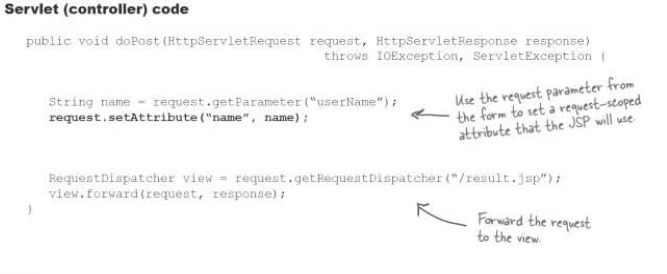 Servlet (controller) code
public void doPost(HttpServletRequest request, HttpServletResponse response)
throws IOException, ServletException {
String name = request.getParameter("userName");
request.setAttribute("name", name);
Use the request parameter from
the form to set a request-scoped
attribute that the JSP will use.
RequestDispatcher view = request.getRequestDispatcher("/result.jsp");
view.forward(request, response);
}
Forward the request
to the view.